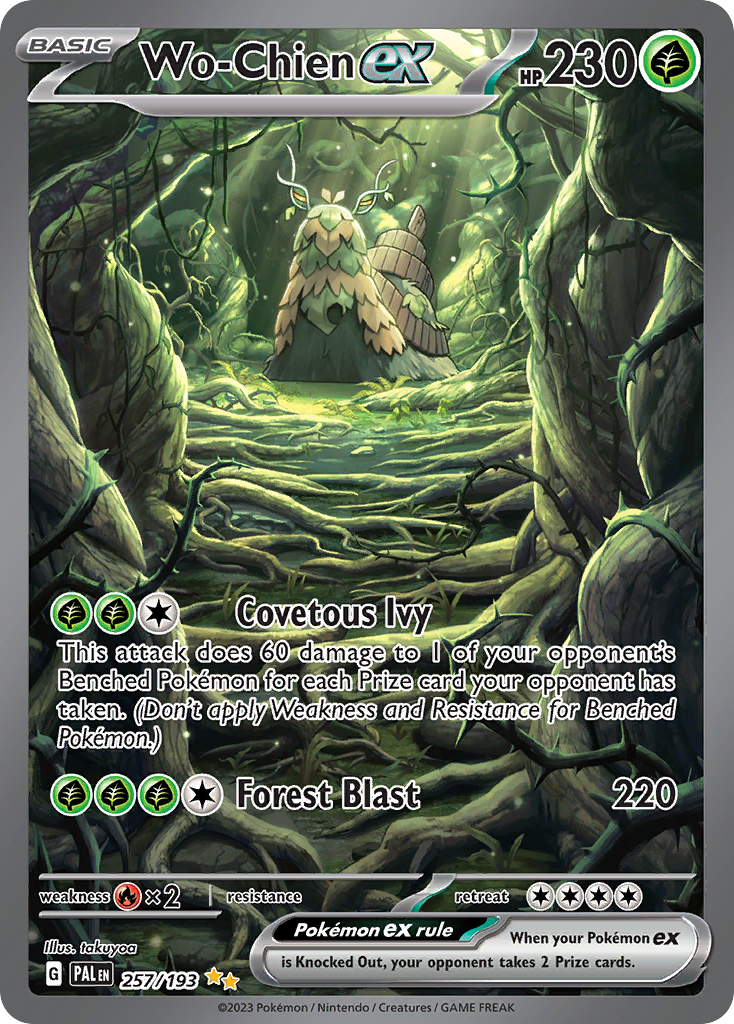 BASIC
Wo-Chien ex HP 230
Covetous Ivy
This attack does 60 damage to 1 of your opponent's
Benched Pokémon for each Prize card your opponent has
taken. (Don't apply Weakness and Resistance for Benched
Pokémon.)
Forest Blast 220
weakness ×2 resistance retreat
Pokémon ex rule
When your Pokémon ex
is Knocked Out, your opponent takes 2 Prize cards.
Illus. takuyoa
G PAL EN 257/193
©2023 Pokémon / Nintendo / Creatures / GAME FREAK